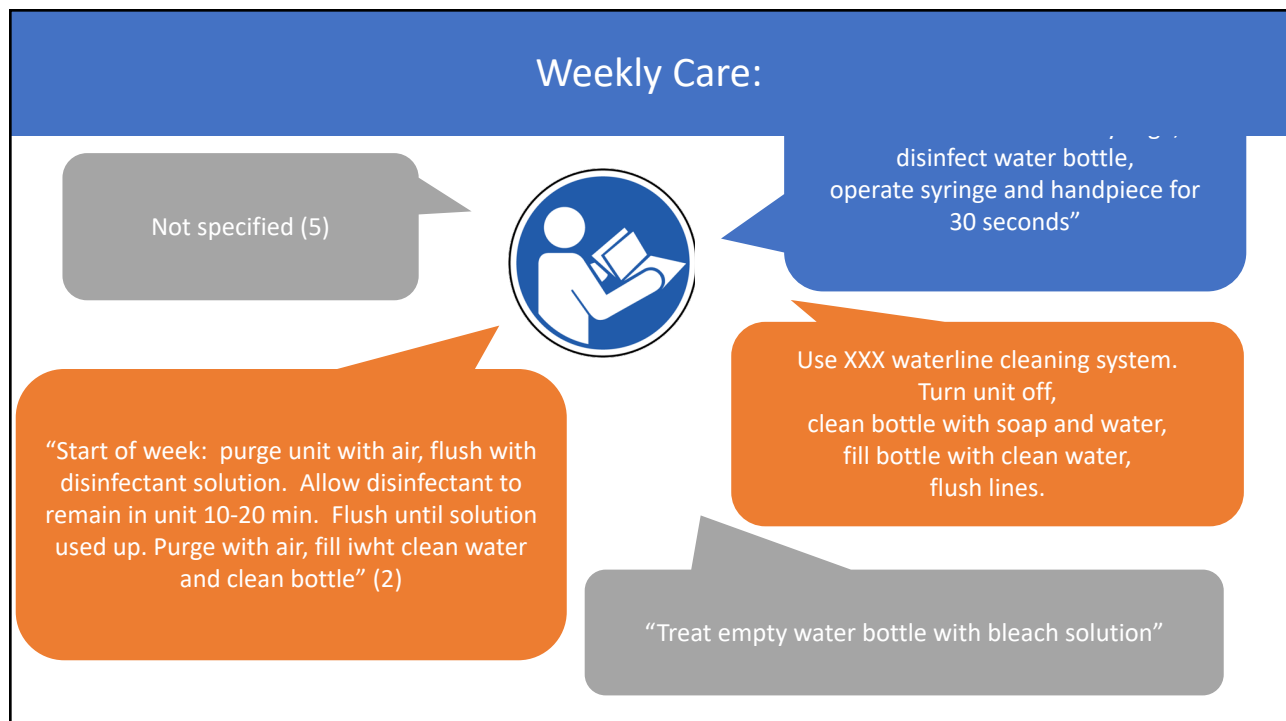 Weekly Care:
Not specified (5)
disinfect water bottle,
operate syringe and handpiece for
30 seconds”
Use XXX waterline cleaning system.
Turn unit off,
clean bottle with soap and water,
fill bottle with clean water,
flush lines.
“Start of week:  purge unit with air, flush with
disinfectant solution.  Allow disinfectant to
remain in unit 10-20 min.  Flush until solution
used up. Purge with air, fill iwht clean water
and clean bottle” (2)
“Treat empty water bottle with bleach solution”